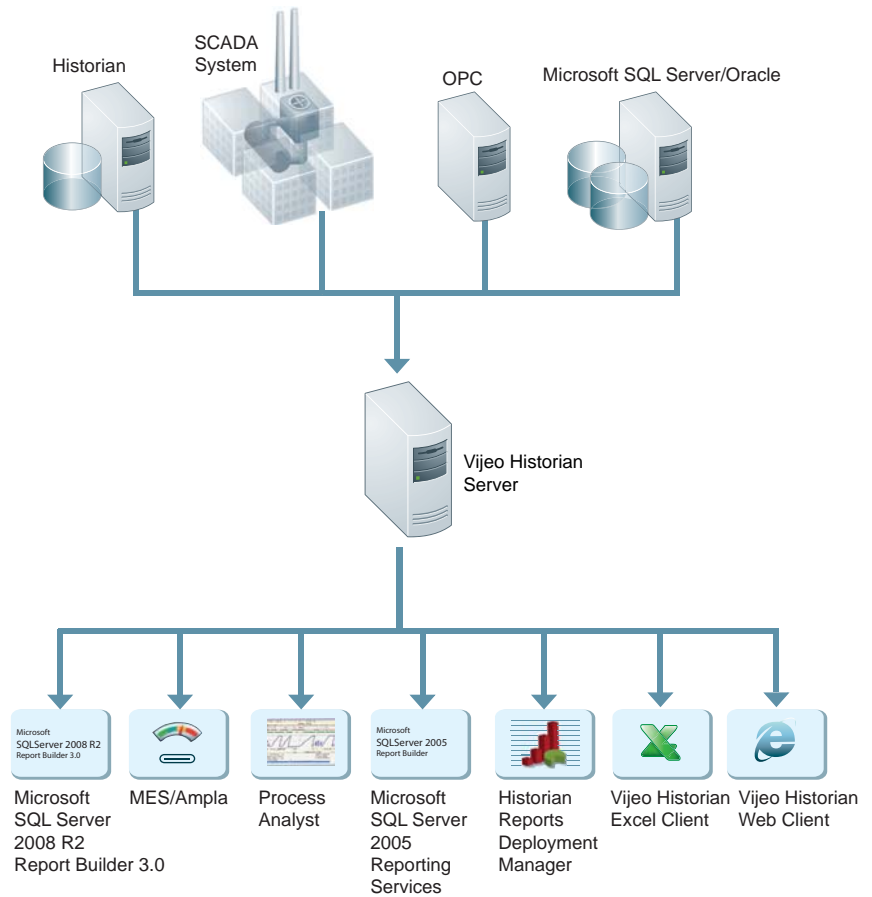 SCADA
System
Historian
OPC
Microsoft SQL Server/Oracle
Vijeo Historian
Server
Microsoft
SQLServer 2008 R2
Report Builder 3.0
Microsoft
SQLServer 2005
Report Builder
Microsoft
SQL Server
2008 R2
Report Builder 3.0
MES/Ampla
Process
Analyst
Microsoft
SQL Server
2005
Reporting
Services
Historian
Reports
Deployment
Manager
Vijeo Historian
Excel Client
Vijeo Historian
Web Client